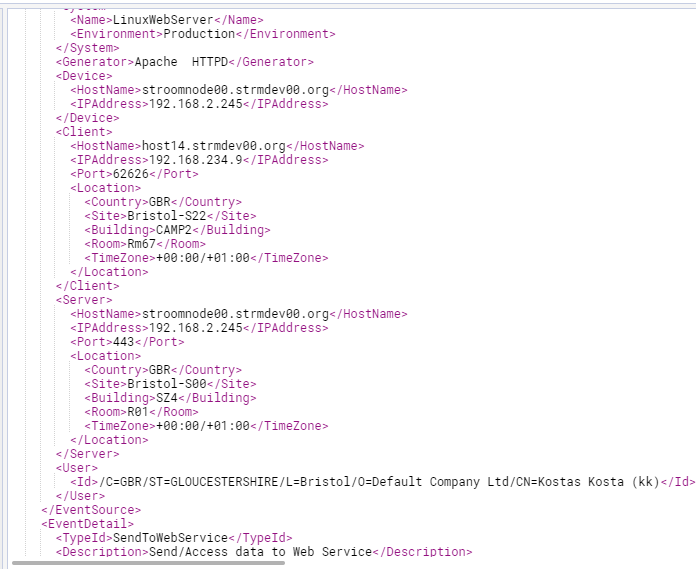 <Name>LinuxWebServer</Name>
<Environment>Production</Environment>
</System>
<Generator>Apache  HTTPD</Generator>
<Device>
<HostName>stroomnode00.strmdev00.org</HostName>
<IPAddress>192.168.2.245</IPAddress>
</Device>
<Client>
<HostName>host14.strmdev00.org</HostName>
<IPAddress>192.168.234.9</IPAddress>
<Port>62626</Port>
<Location>
<Country>GBR</Country>
<Site>Bristol-S22</Site>
<Building>CAMP2</Building>
<Room>Rm67</Room>
<TimeZone>+00:00/+01:00</TimeZone>
</Location>
</Client>
<Server>
<HostName>stroomnode00.strmdev00.org</HostName>
<IPAddress>192.168.2.245</IPAddress>
<Port>443</Port>
<Location>
<Country>GBR</Country>
<Site>Bristol-S00</Site>
<Building>SZ4</Building>
<Room>R01</Room>
<TimeZone>+00:00/+01:00</TimeZone>
</Location>
</Server>
<User>
<Id>/C=GBR/ST=GLOUCESTERSHIRE/L=Bristol/O=Default Company Ltd/CN=Kostas Kosta (kk)</Id>
</User>
</EventSource>
<EventDetail>
<TypeId>SendToWebService</TypeId>
<Description>Send/Access data to Web Service</Description>